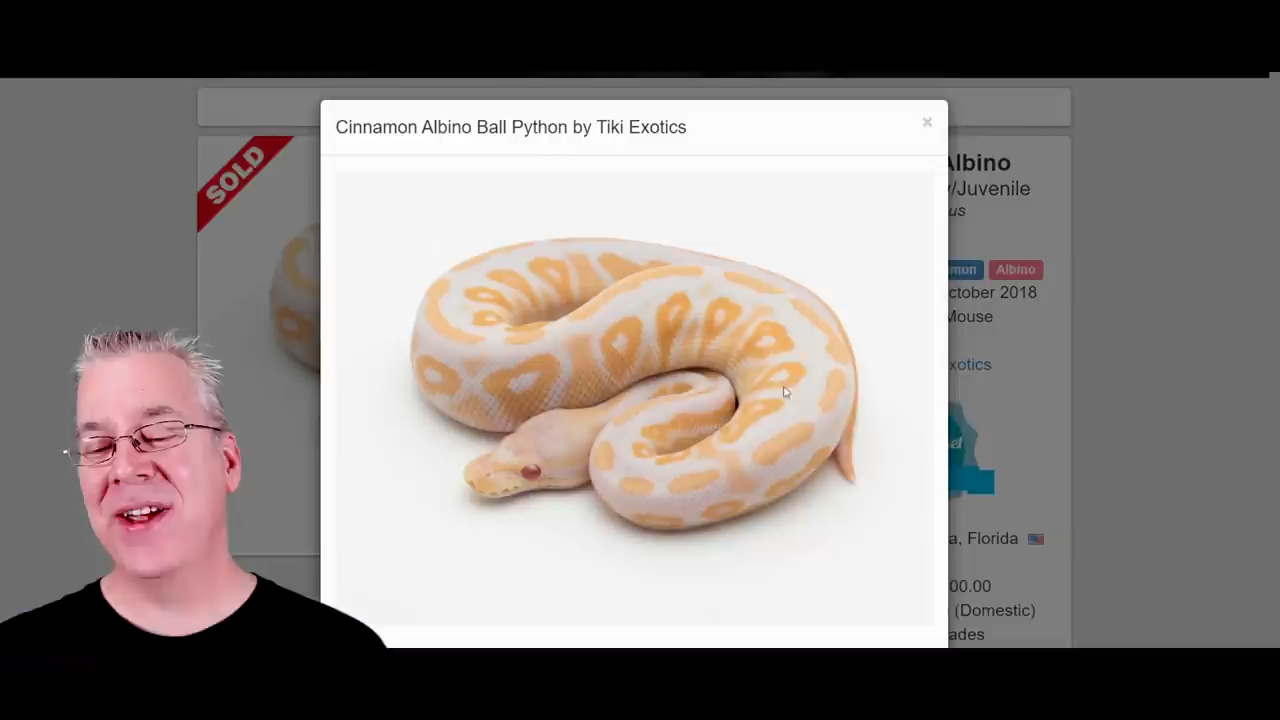 Cinnamon Albino Ball Python by Tiki Exotics
×
SOLD
Albino
/Juvenile
us
mon
Albino
ctober 2018
Mouse
xotics
a, Florida
00.00
(Domestic)
ades